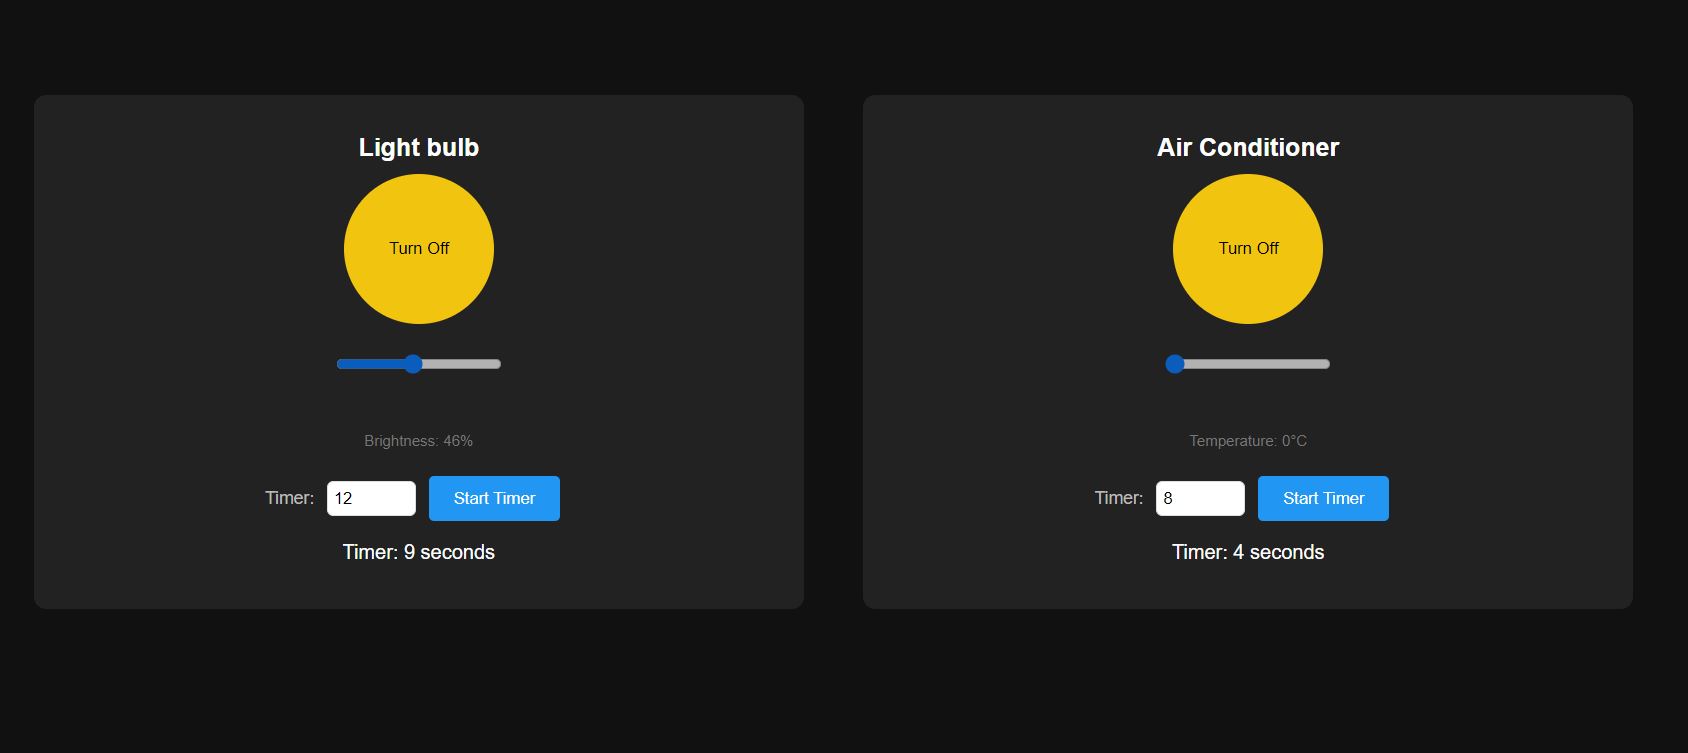 Light bulb
Turn Off
Brightness: 46%
Timer: 12 Start Timer
Timer: 9 seconds
Air Conditioner
Turn Off
Temperature: 0°C
Timer: 8 Start Timer
Timer: 4 seconds